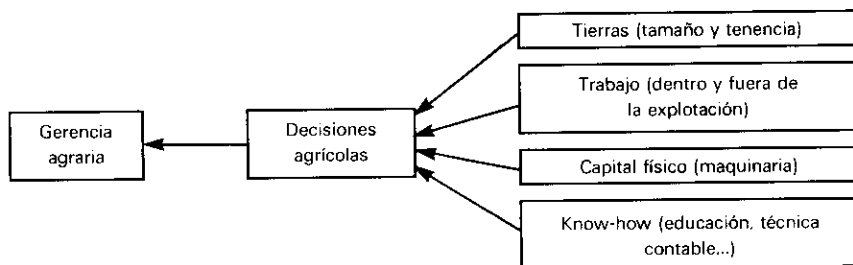 Tierras (tamaño y tenencia)
Trabajo (dentro y fuera de
la explotación)
Gerencia
agraria
Decisiones
agrícolas
Capital físico (maquinaria)
Know-how (educación, técnica
contable...)